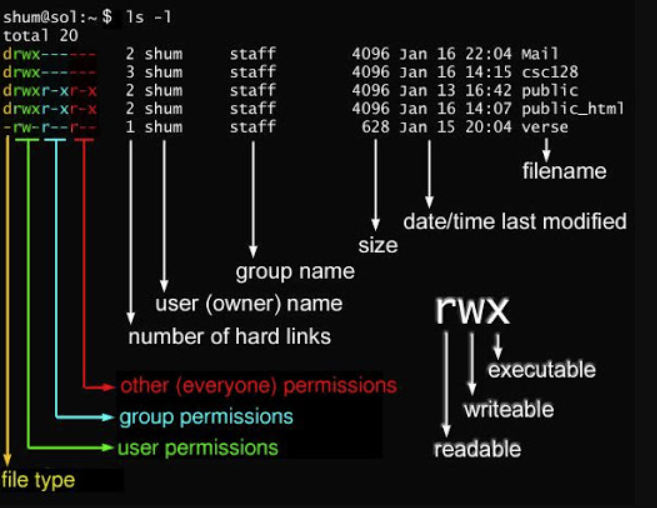 shum@sol:~$ ls -l
total 20
drwx------ 2 shum staff 4096 Jan 16 22:04 Mail
drwx------ 3 shum staff 4096 Jan 16 14:15 csc128
drwxr-xr-x 2 shum staff 4096 Jan 13 16:42 public
drwxr-xr-x 2 shum staff 4096 Jan 16 14:07 public_html
-rw-r--r-- 1 shum staff 628 Jan 15 20:04 verse
filename
date/time last modified
size
group name
user (owner) name
number of hard links
rwx
executable
writeable
readable
other (everyone) permissions
group permissions
user permissions
file type